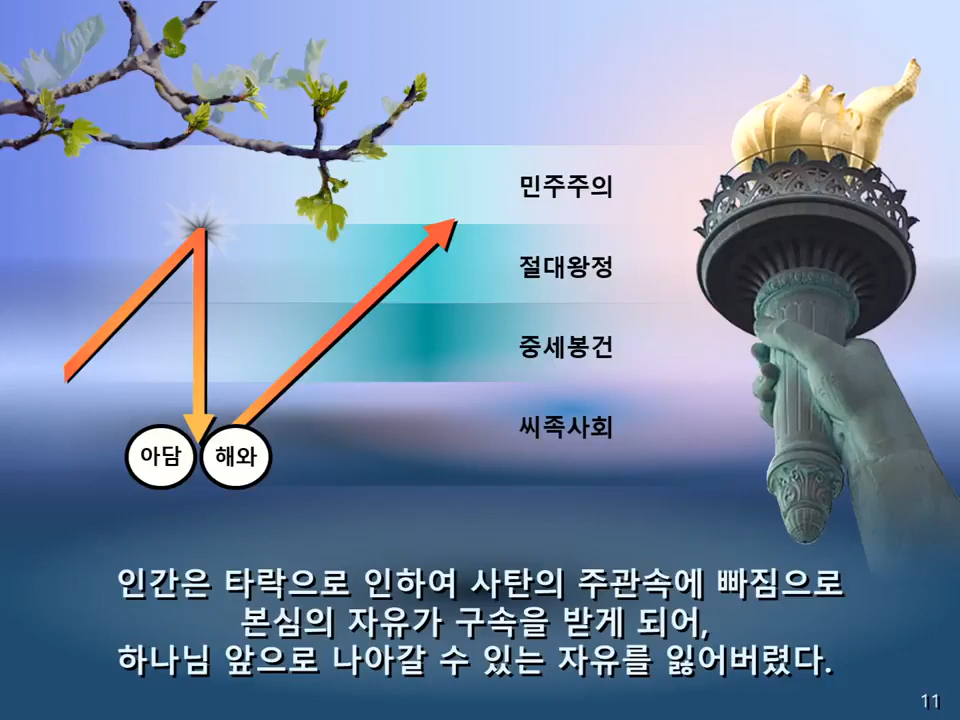 민주주의
절대왕정
중세봉건
씨족사회
아담
해와
인간은 타락으로 인하여 사탄의 주관속에 빠짐으로
본심의 자유가 구속을 받게 되어,
하나님 앞으로 나아갈 수 있는 자유를 잃어버렸다.
11